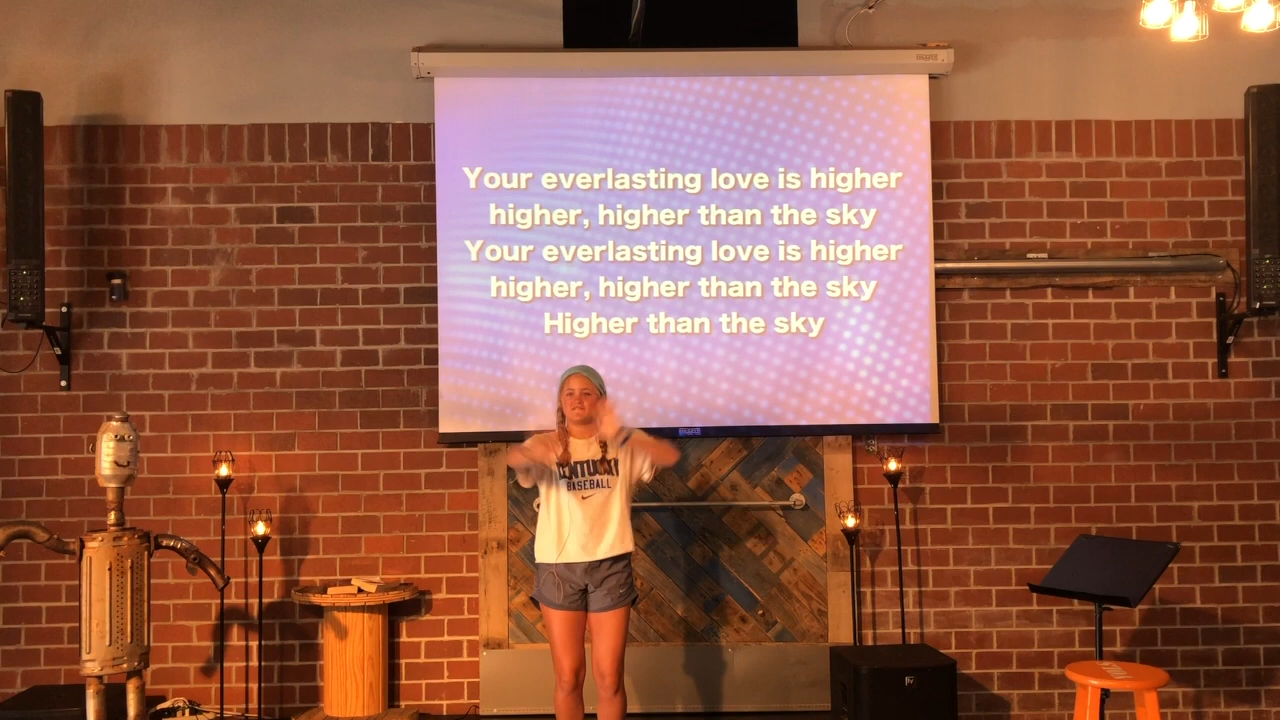 Your everlasting love is higher
higher, higher than the sky
Your everlasting love is higher
higher, higher than the sky
Higher than the sky
KENTUCKY
BASEBALL